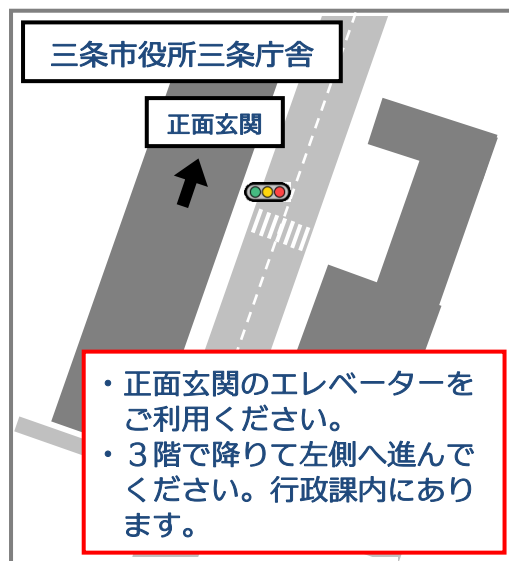 三条市役所三条庁舎
正面玄関
・正面玄関のエレベーターを
ご利用ください。
・３階で降りて左側へ進んで
ください。行政課内にあり
ます。